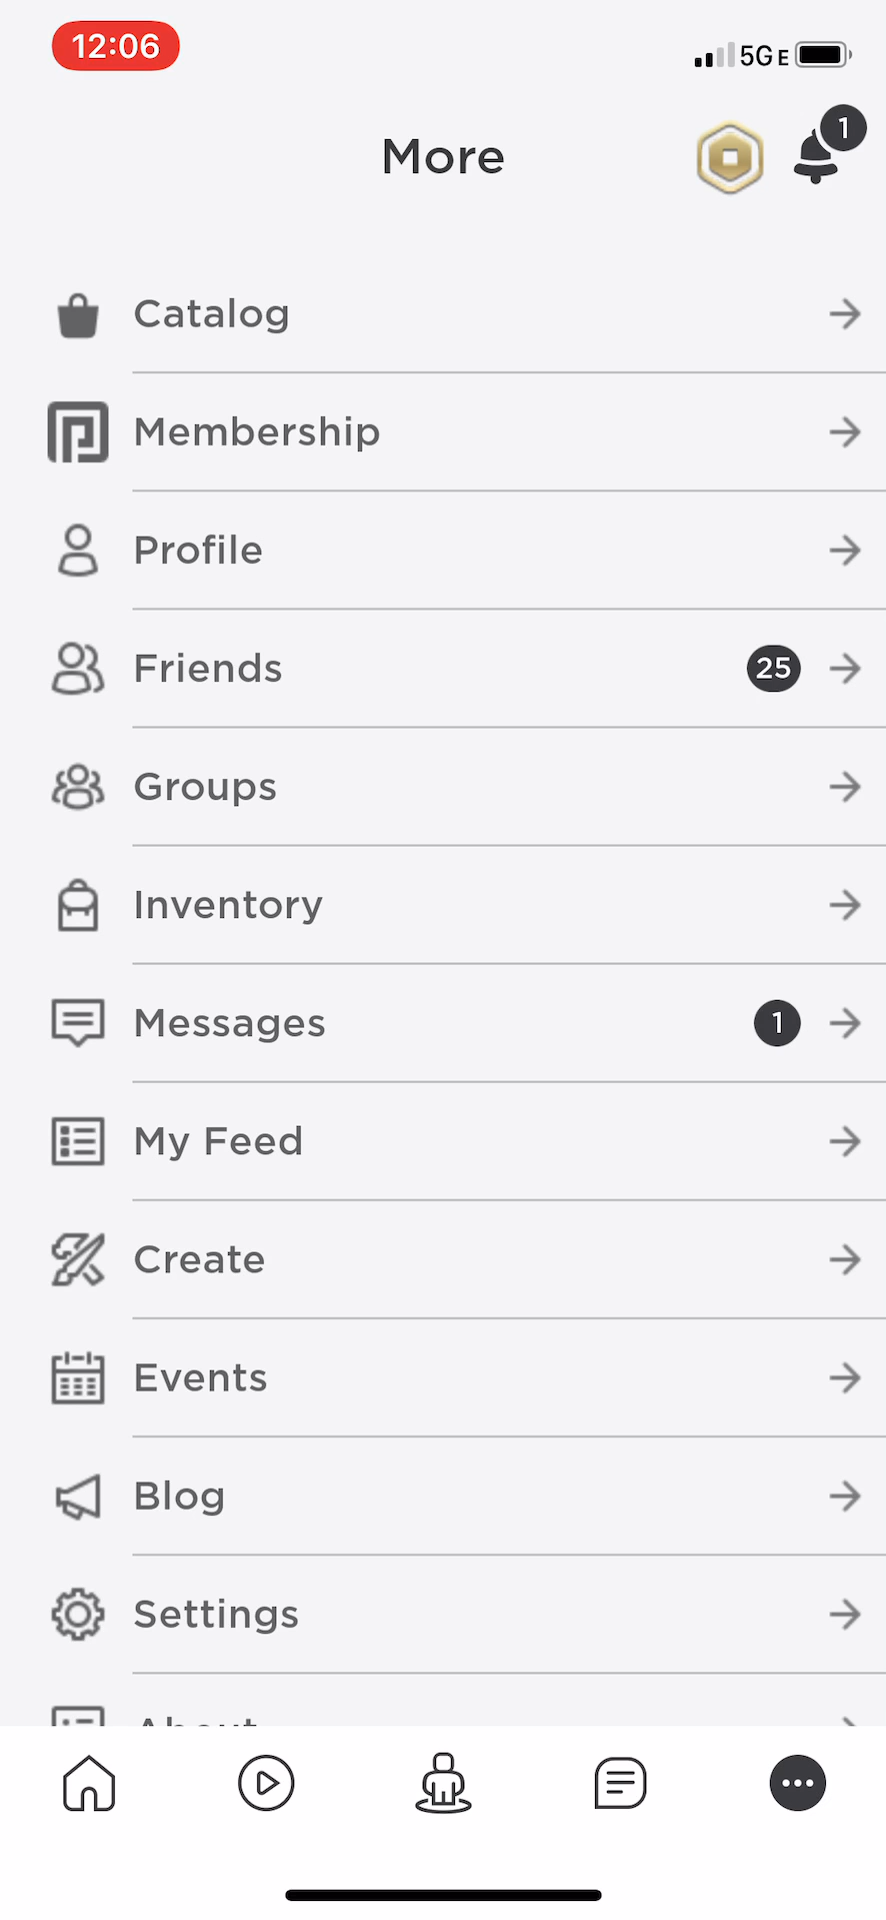 12:06
5G E
More
1
Catalog
Membership
Profile
Friends 25
Groups
Inventory
Messages 1
My Feed
Create
Events
Blog
Settings
About